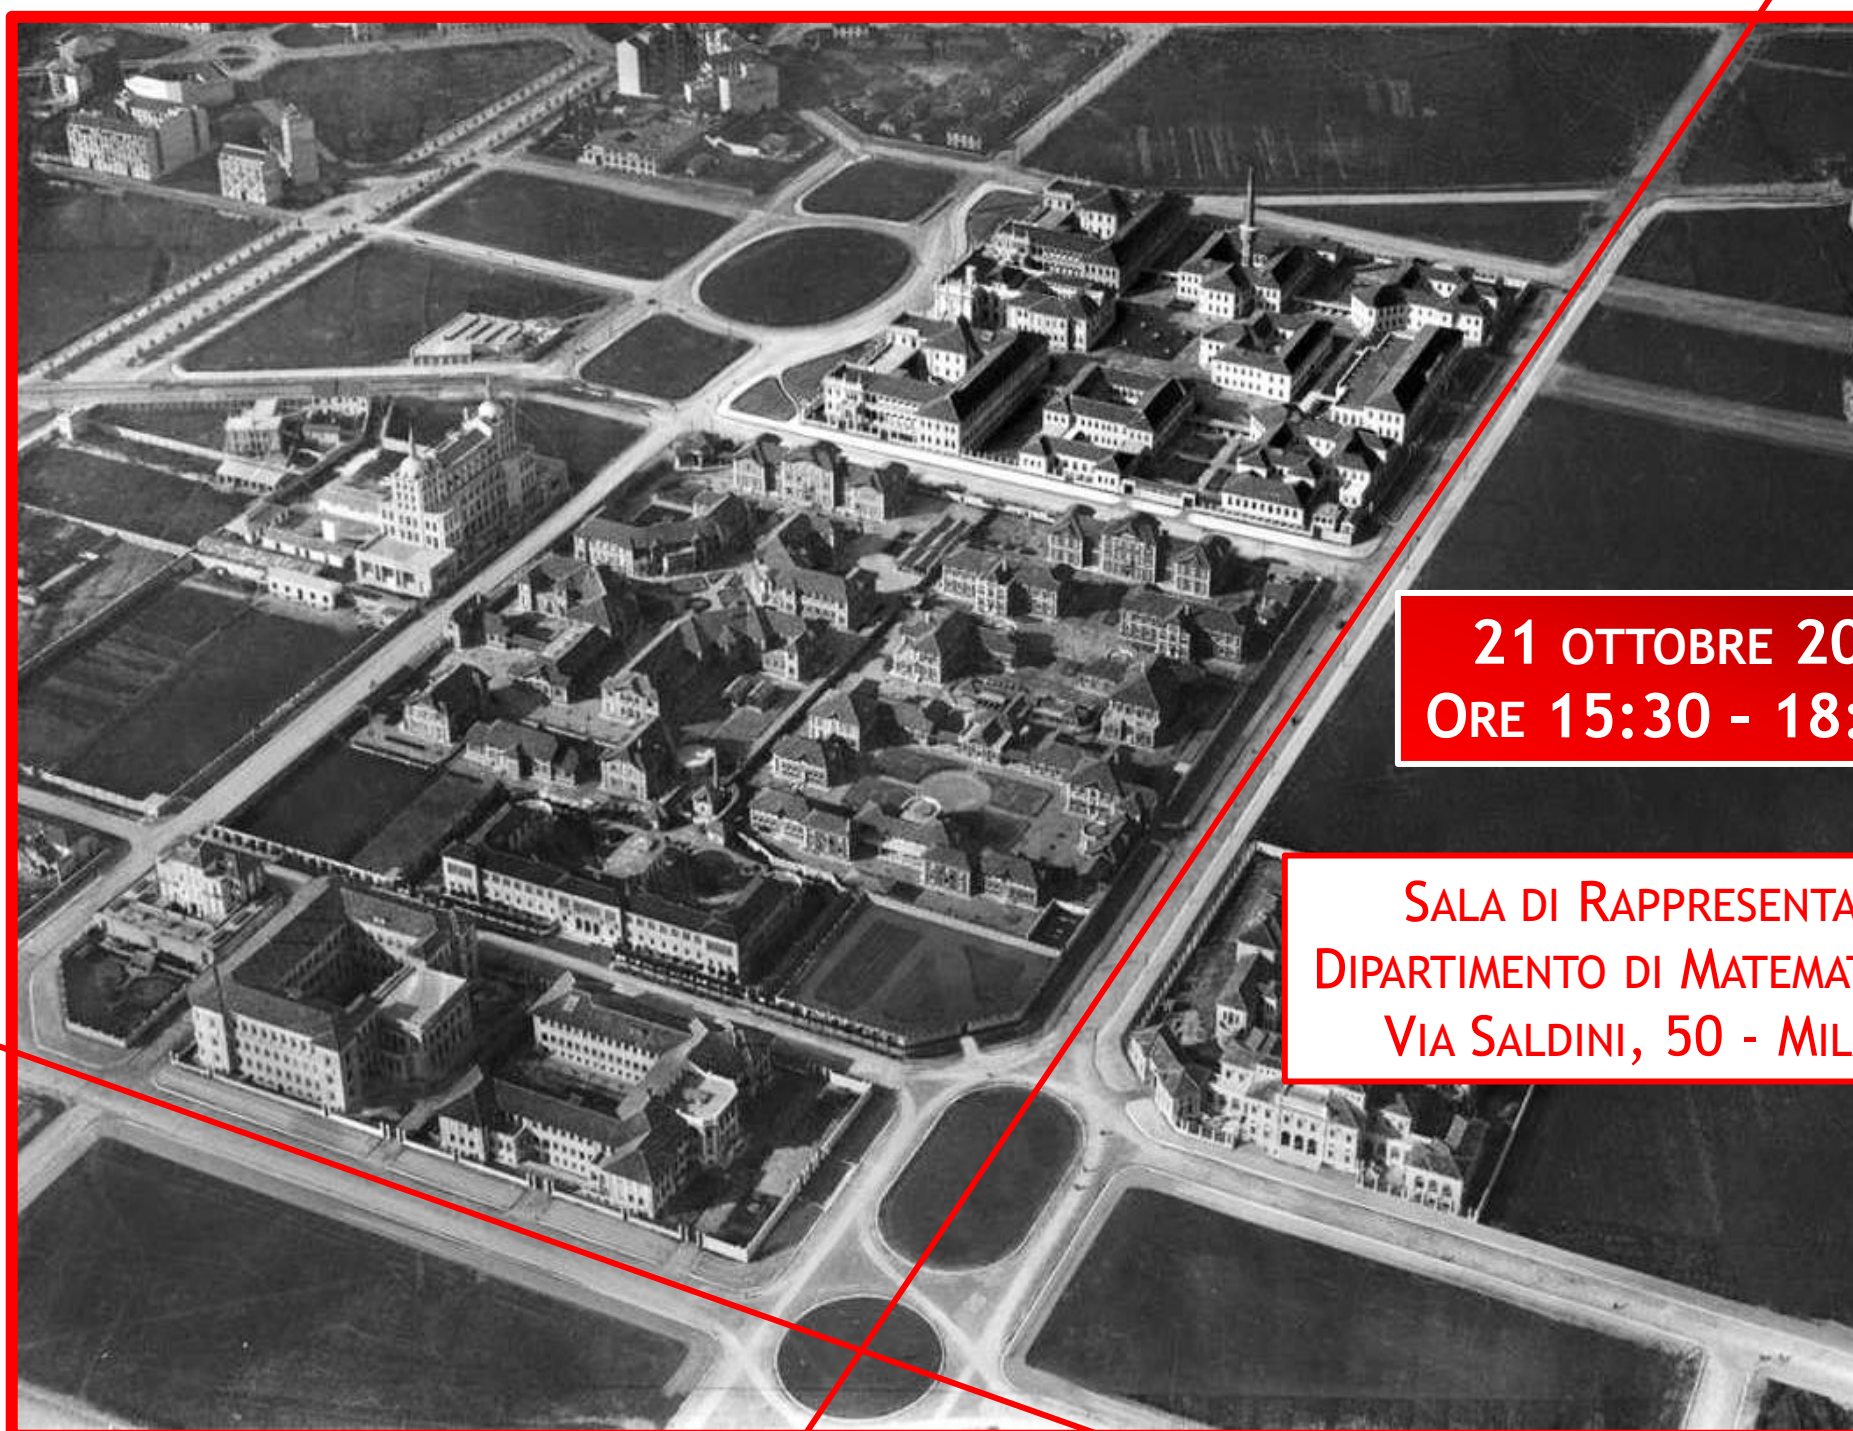 21 OTTOBRE 20
ORE 15:30 - 18:
SALA DI RAPPRESENTA
DIPARTIMENTO DI MATEMAT
VIA SALDINI, 50 - MIL